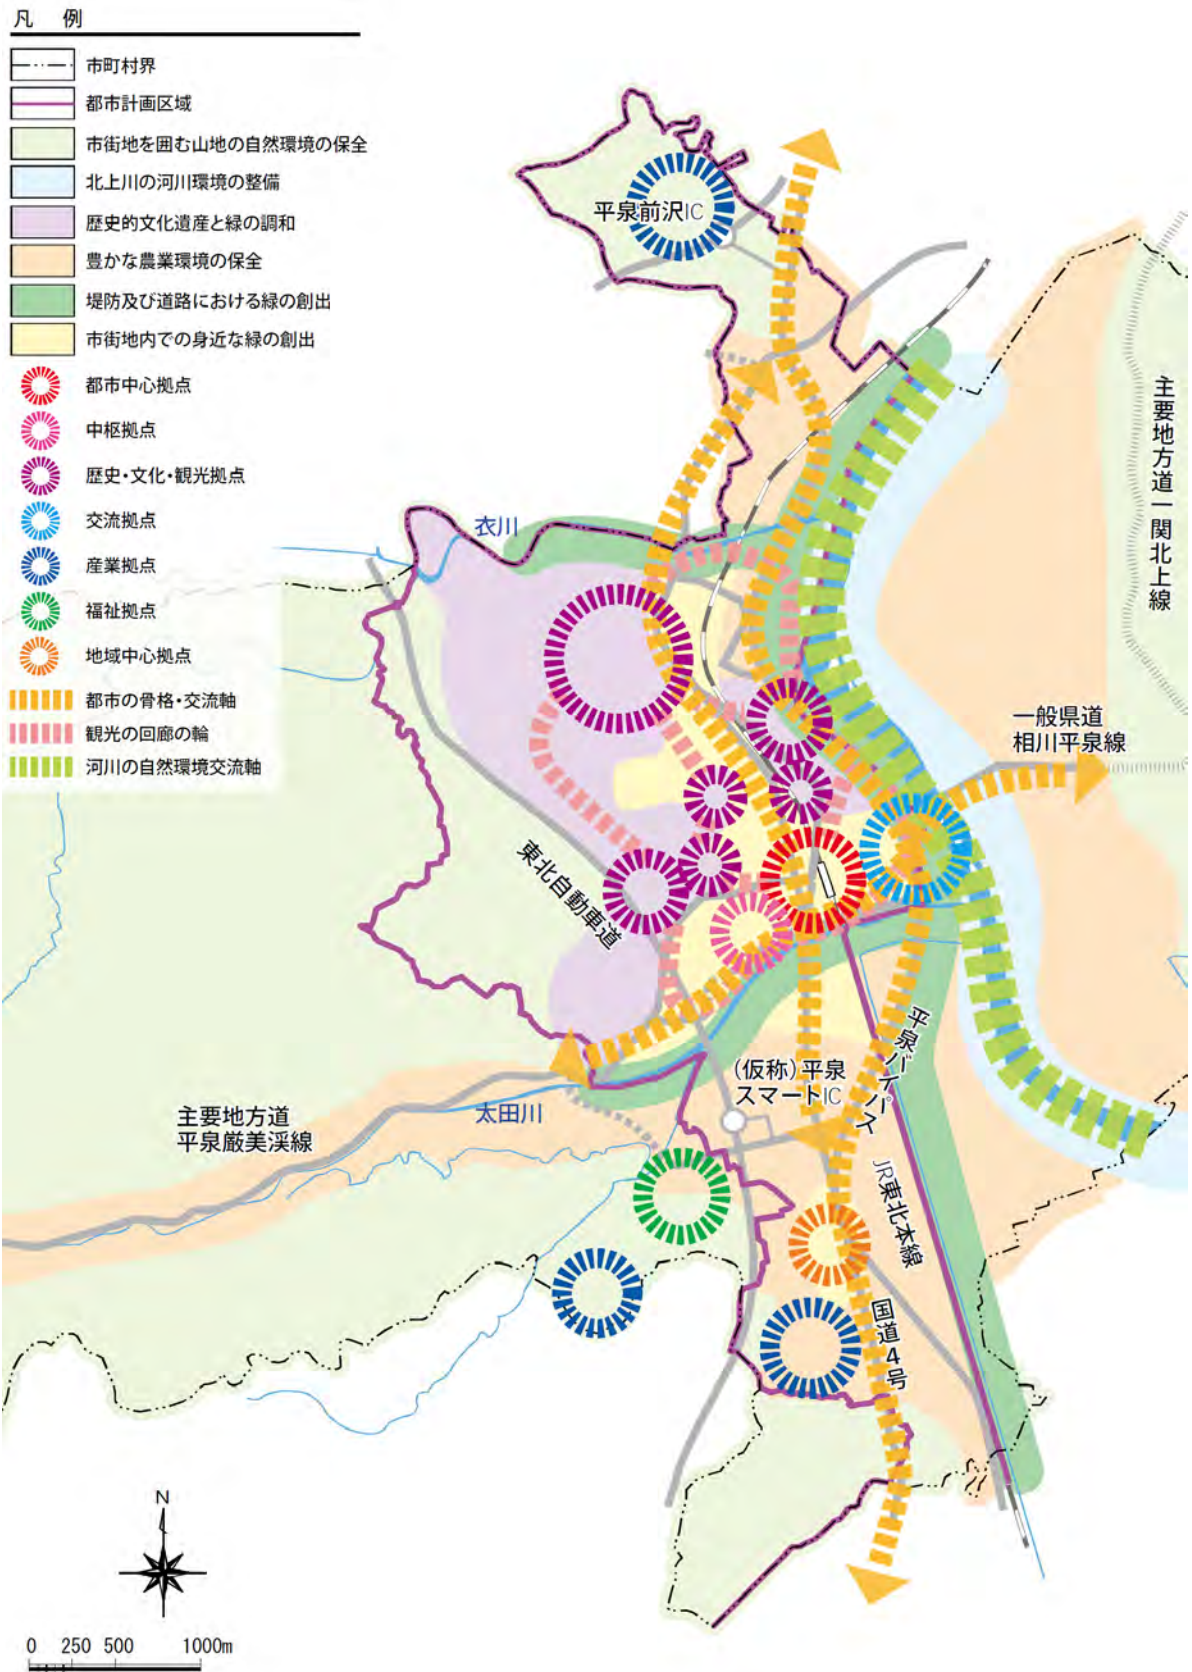 凡 例
市町村界
都市計画区域
市街地を囲む山地の自然環境の保全
北上川の河川環境の整備
歴史的文化遺産と緑の調和
豊かな農業環境の保全
堤防及び道路における緑の創出
市街地内での身近な緑の創出
都市中心拠点
中枢拠点
歴史・文化・観光拠点
交流拠点
産業拠点
福祉拠点
地域中心拠点
都市の骨格・交流軸
観光の回廊の輪
河川の自然環境交流軸
平泉前沢IC
主要地方道一関北上線
衣川
一般県道
相川平泉線
東北自動車道
平泉バイパス
(仮称)平泉
スマートIC
太田川
主要地方道
平泉厳美渓線
JR東北本線
国道4号
N
0 250 500 1000m